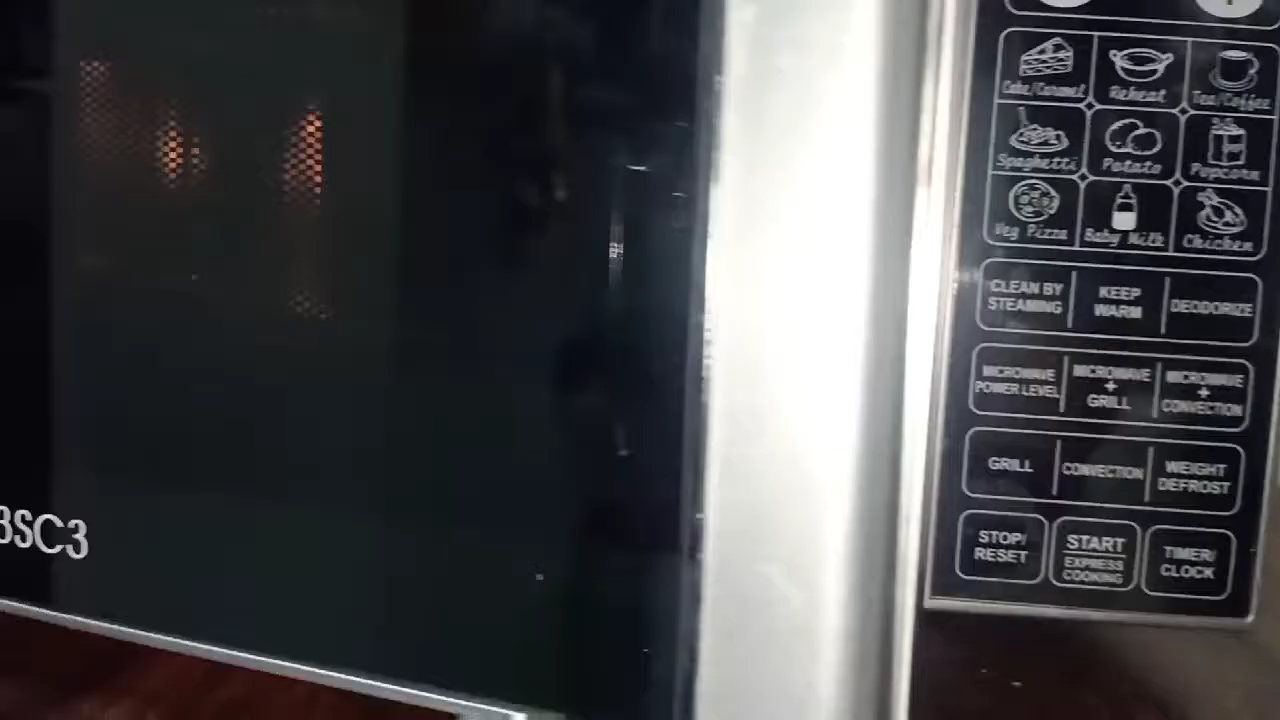 Cake/Caramel
Reheat
Tea/Coffee
Spaghetti
Potato
Popcorn
Veg Pizza
Baby Milk
Chicken
CLEAN BY
STEAMING
KEEP
WARM
DEODORIZE
MICROWAVE
POWER LEVEL
MICROWAVE
+
GRILL
MICROWAVE
+
CONVECTION
GRILL
CONVECTION
WEIGHT
DEFROST
BSC3
STOP/
RESET
START
EXPRESS
COOKING
TIMER/
CLOCK